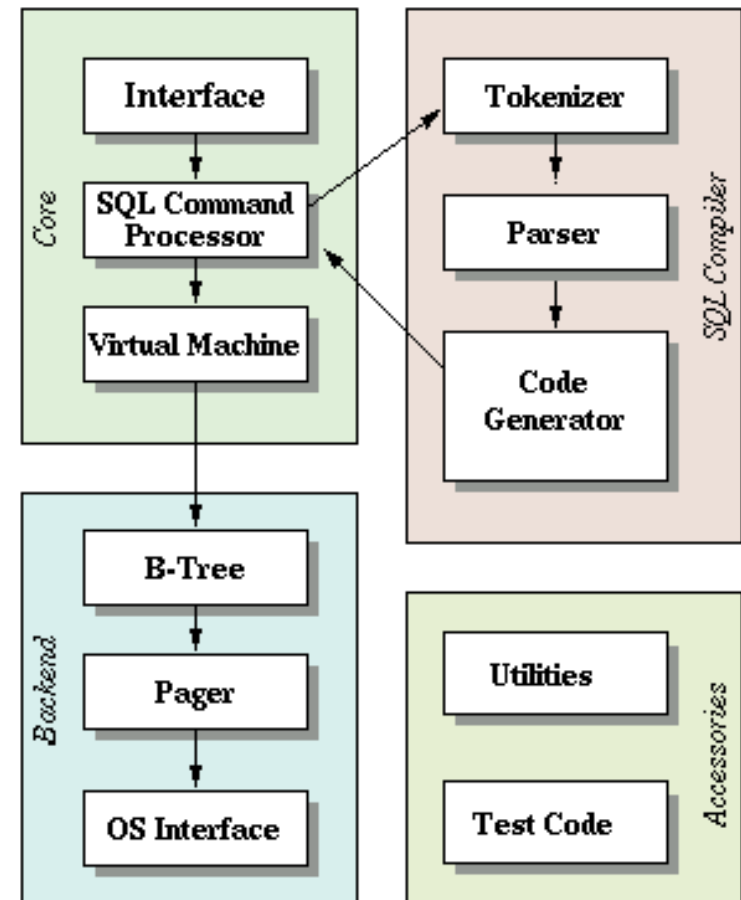 Core
Interface
SQL Command
Processor
Virtual Machine
SQL Compiler
Tokenizer
Parser
Code
Generator
Backend
B-Tree
Pager
OS Interface
Accessories
Utilities
Test Code